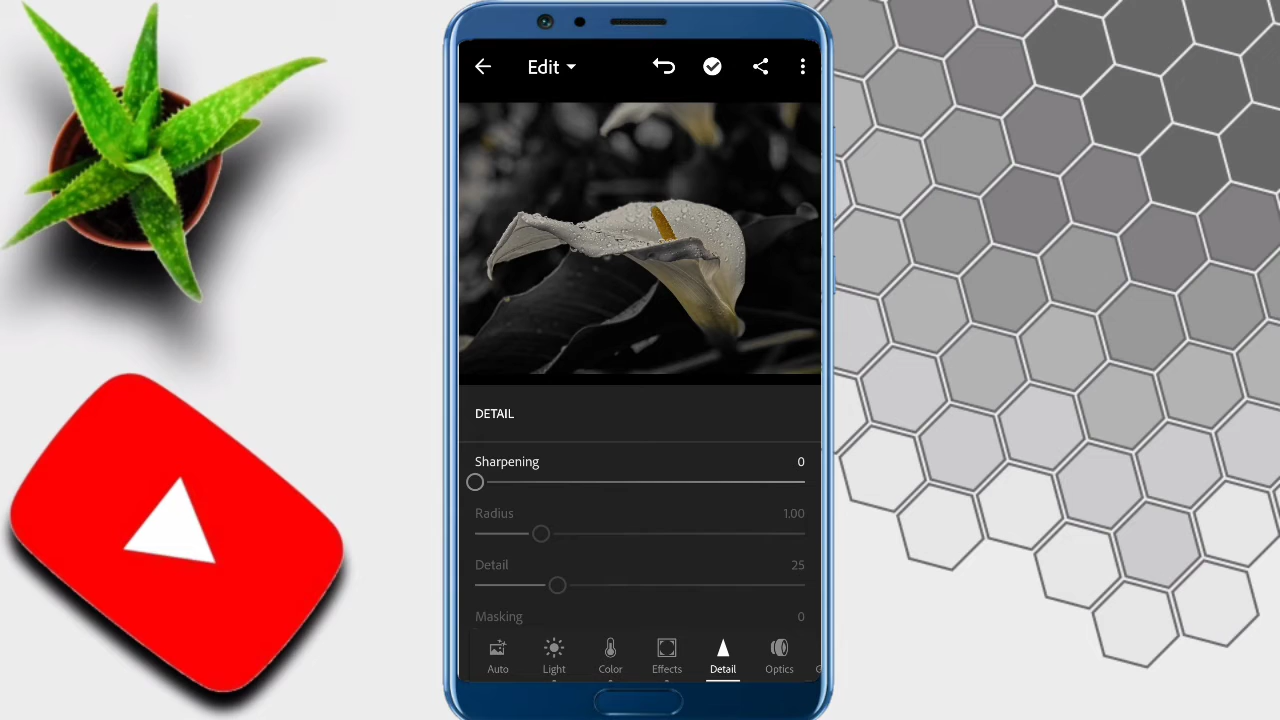 Edit
DETAIL
Sharpening 0
Radius 1.00
Detail 25
Masking 0
Auto Light Color Effects Detail Optics